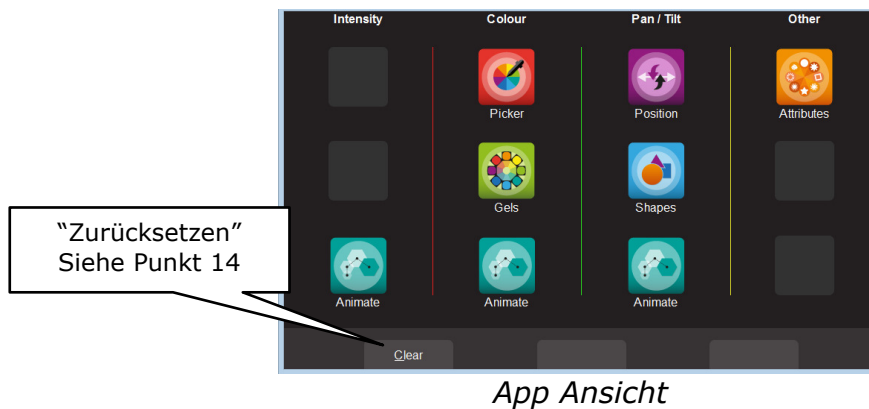 Intensity Colour Pan / Tilt Other
Picker Position Attributes
Gels Shapes
“Zurücksetzen”
Siehe Punkt 14
Animate Animate Animate
Clear
App Ansicht